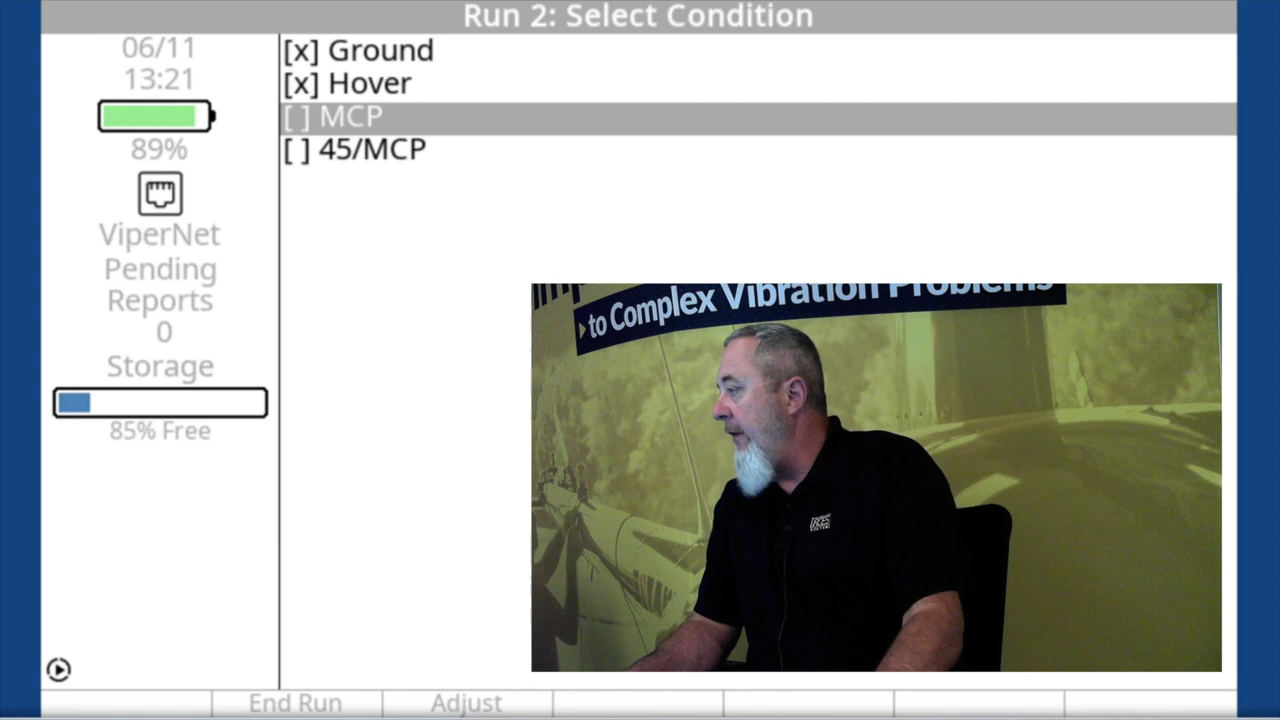 Run 2: Select Condition
06/11
13:21
89%
ViperNet
Pending
Reports
0
Storage
85% Free
[x] Ground
[x] Hover
[ ] MCP
[ ] 45/MCP
to Complex Vibration Problems
End Run
Adjust